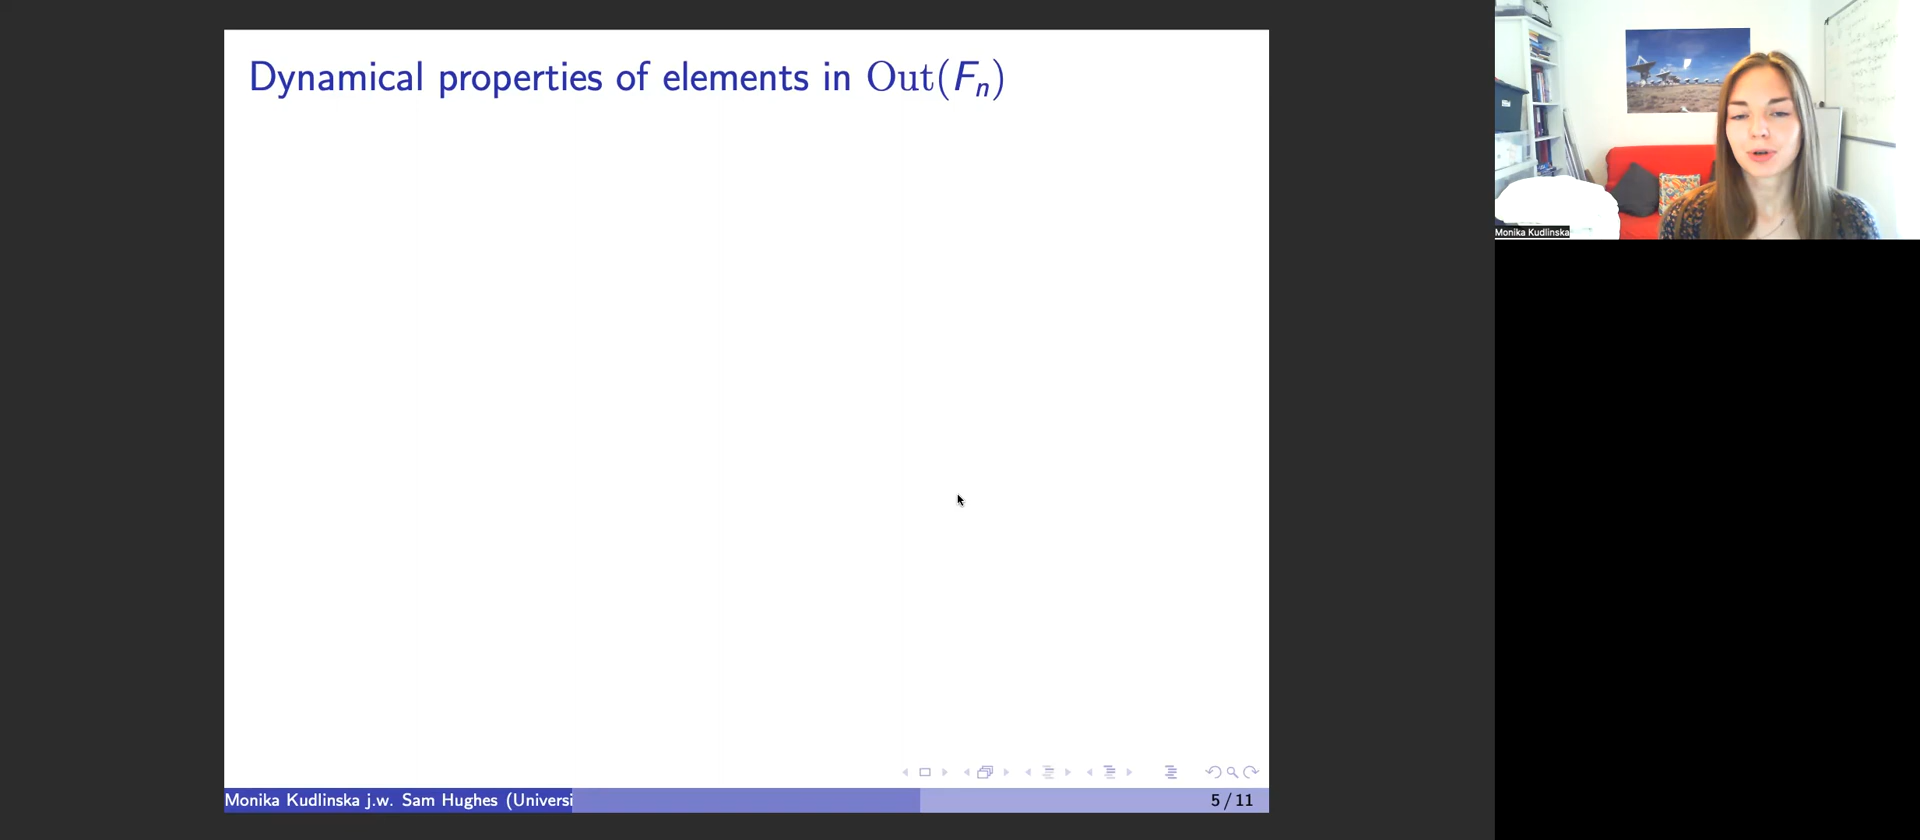 Dynamical properties of elements in Out(Fₙ)
Monika Kudlinska
Monika Kudlinska j.w. Sam Hughes (Universi
5 / 11